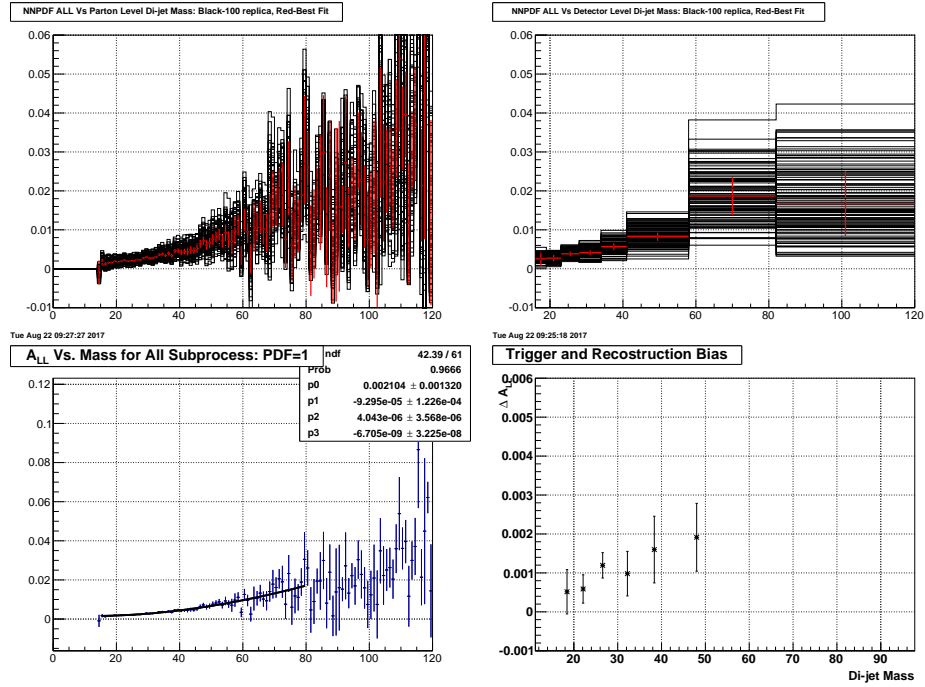 NNPDF ALL Vs Parton Level Di-jet Mass: Black-100 replica, Red-Best Fit
0.06
0.05
0.04
0.03
0.02
0.01
0
-0.01
0 20 40 60 80 100 120
NNPDF ALL Vs Detector Level Di-jet Mass: Black-100 replica, Red-Best Fit
0.06
0.05
0.04
0.03
0.02
0.01
0
-0.01
20 40 60 80 100 120
Tue Aug 22 09:27:27 2017
A_LL Vs. Mass for All Subprocess: PDF=1
ndf 42.39 / 61
Prob 0.9666
p0 0.002104 ± 0.001320
p1 -9.295e-05 ± 1.226e-04
p2 4.043e-06 ± 3.568e-06
p3 -6.705e-09 ± 3.225e-08
0.12
0.1
0.08
0.06
0.04
0.02
0
0 20 40 60 80 100 120
Tue Aug 22 09:25:18 2017
Trigger and Recostruction Bias
Δ A
0.006
0.005
0.004
0.003
0.002
0.001
0
-0.001
20 30 40 50 60 70 80 90
Di-jet Mass